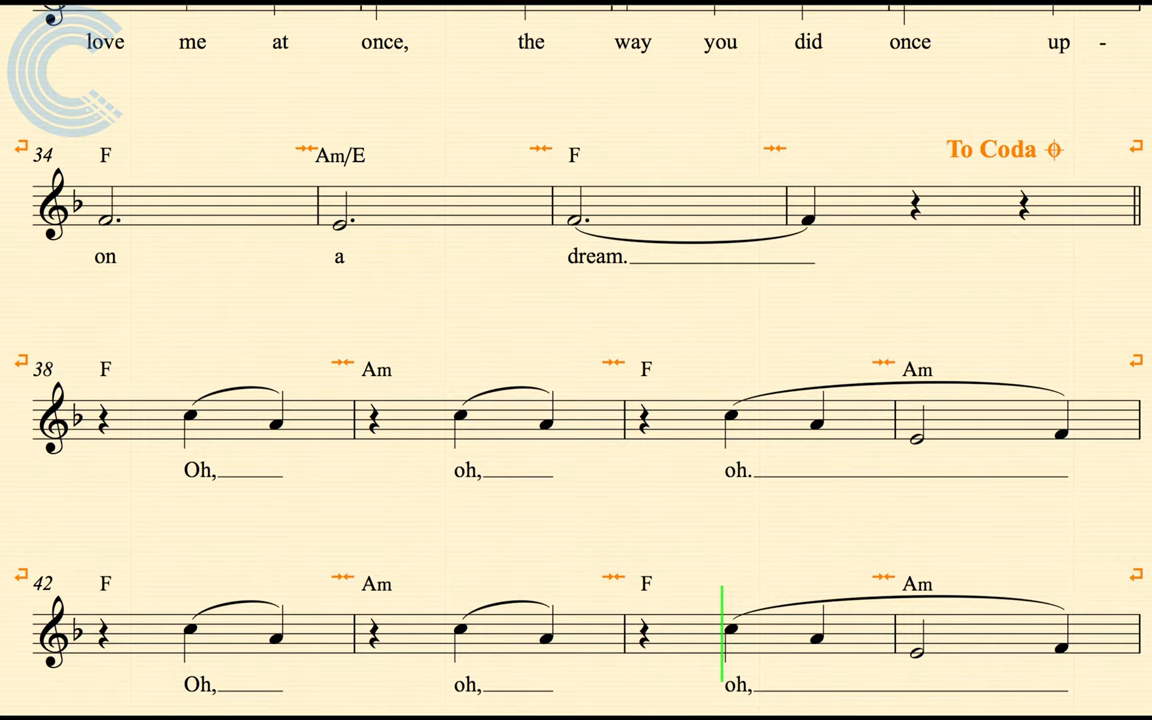 love me at once, the way you did once up -
34 F Am/E F To Coda
on a dream.
38 F Am F Am
Oh, oh, oh.
42 F Am F Am
Oh, oh, oh,